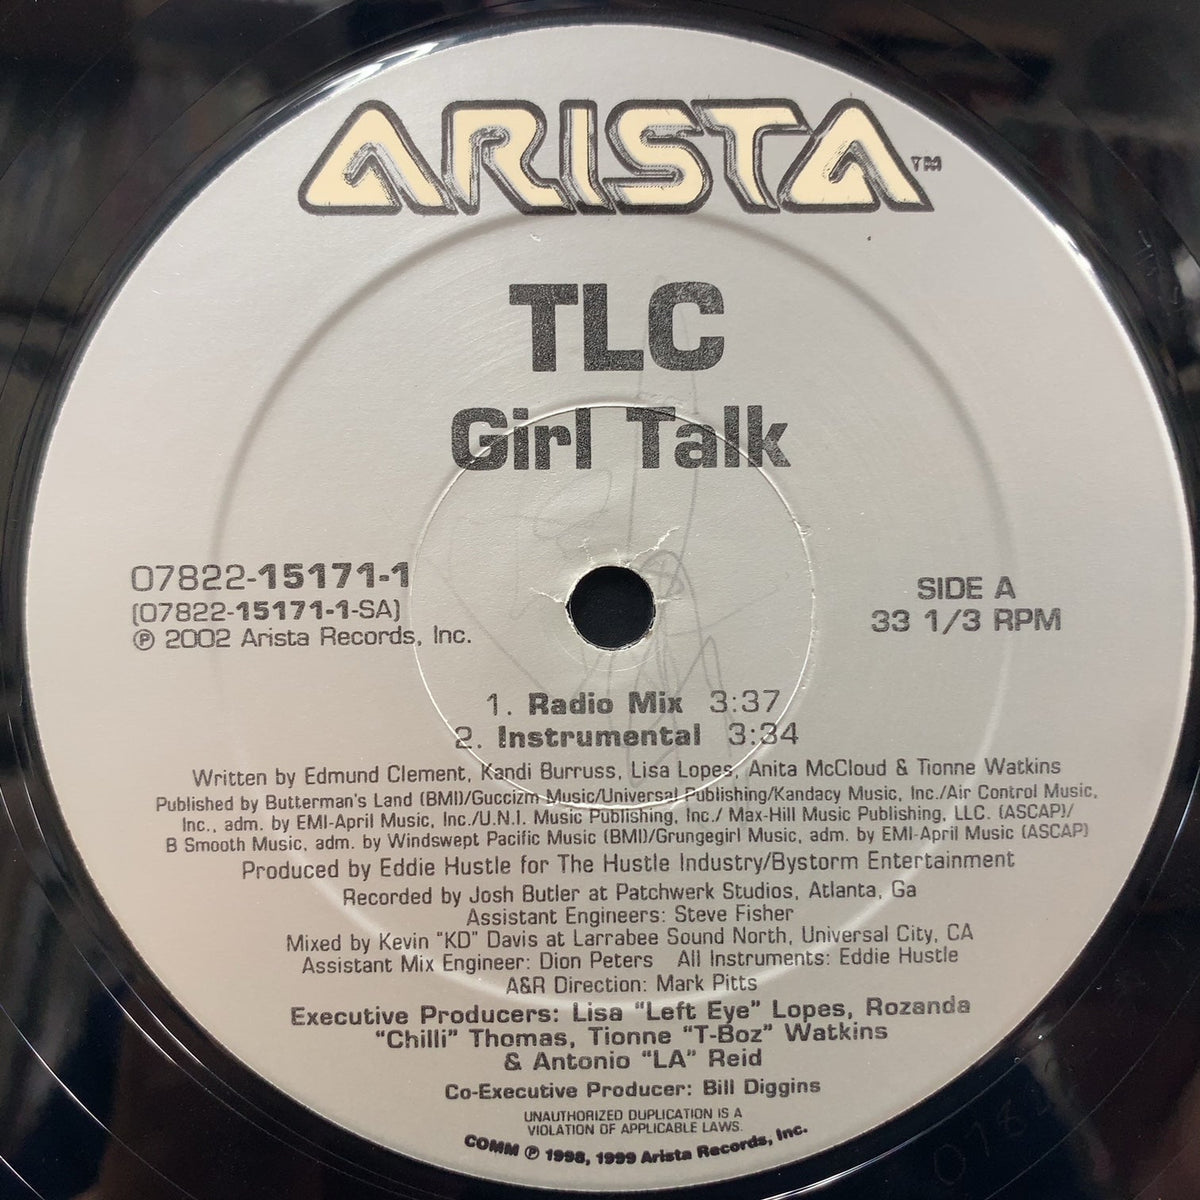 ARISTA™
TLC
Girl Talk
07822-15171-1
(07822-15171-1-SA)
℗ 2002 Arista Records, Inc.
SIDE A
33 1/3 RPM
1. Radio Mix 3:37
2. Instrumental 3:34
Written by Edmund Clement, Kandi Burruss, Lisa Lopes, Anita McCloud & Tionne Watkins
Published by Butterman's Land (BMI)/Guccizm Music/Universal Publishing/Kandacy Music, Inc./Air Control Music,
Inc., adm. by EMI-April Music, Inc./U.N.I. Music Publishing, Inc./ Max-Hill Music Publishing, LLC. (ASCAP)/
B Smooth Music, adm. by Windswept Pacific Music (BMI)/Grungegirl Music, adm. by EMI-April Music (ASCAP)
Produced by Eddie Hustle for The Hustle Industry/Bystorm Entertainment
Recorded by Josh Butler at Patchwerk Studios, Atlanta, Ga
Assistant Engineers: Steve Fisher
Mixed by Kevin "KD" Davis at Larrabee Sound North, Universal City, CA
Assistant Mix Engineer: Dion Peters All Instruments: Eddie Hustle
A&R Direction: Mark Pitts
Executive Producers: Lisa "Left Eye" Lopes, Rozanda
"Chilli" Thomas, Tionne "T-Boz" Watkins
& Antonio "LA" Reid
Co-Executive Producer: Bill Diggins
UNAUTHORIZED DUPLICATION IS A
VIOLATION OF APPLICABLE LAWS.
COMM ℗ 1998, 1999 Arista Records, Inc.